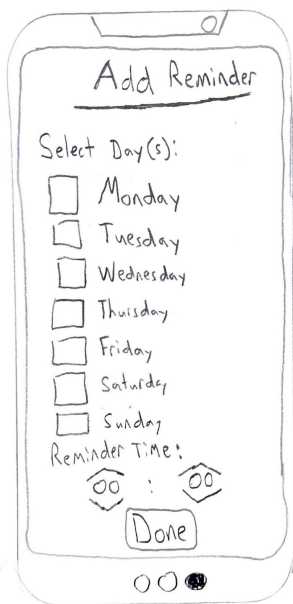 Add Reminder
Select Day(s):
Monday
Tuesday
Wednesday
Thursday
Friday
Saturday
Sunday
Reminder Time:
00 : 00
Done